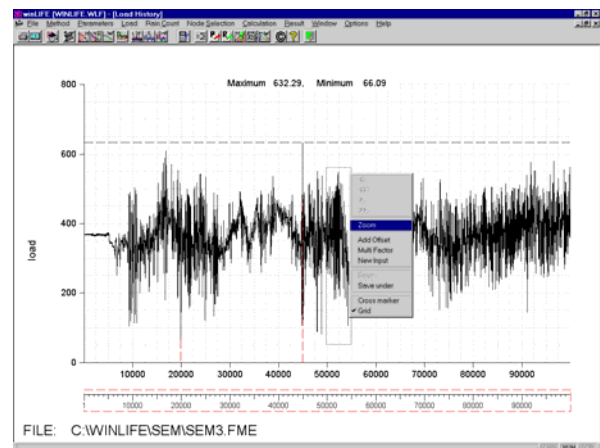 winLIFE [WINLIFE.WLF] - [Load History]
File Method Parameters Load Rain Count Node Selection Calculation Result Window Options Help
Maximum 632.29, Minimum 66.09
800
600
400
200
0
load
Zoom
Add Offset
Multi Factor
New Input
Save under
Cross marker
✔ Grid
10000 20000 30000 40000 50000 60000 70000 80000 90000
10000 20000 30000 40000 50000 60000 70000 80000 90000
FILE: C:\WINLIFE\SEM\SEM3.FME